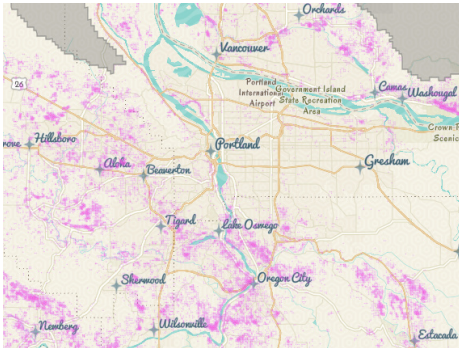 Orchards
Vancouver
Portland
International
Airport
Government Island
State Recreation
Area
Camas
Washougal
26
Crown P
Scenic
Hillsboro
rove
Portland
Aloha
Beaverton
Gresham
Tigard
Lake Oswego
Sherwood
Oregon City
Newberg
Wilsonville
Estacada